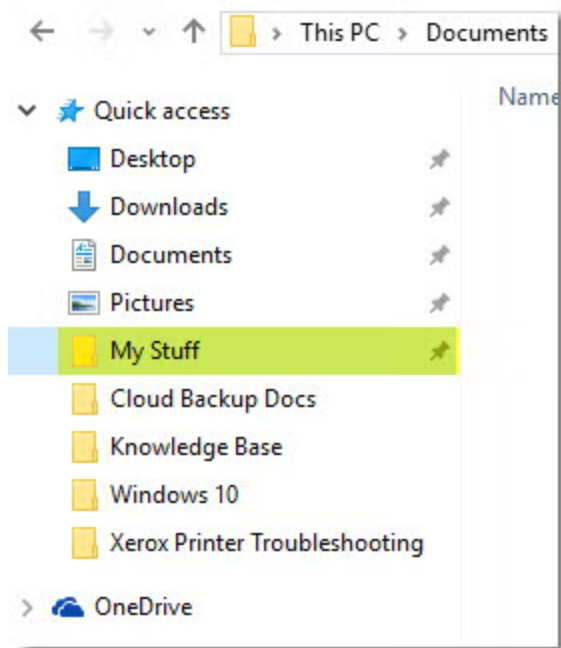 This PC > Documents
Name
Quick access
Desktop
Downloads
Documents
Pictures
My Stuff
Cloud Backup Docs
Knowledge Base
Windows 10
Xerox Printer Troubleshooting
OneDrive